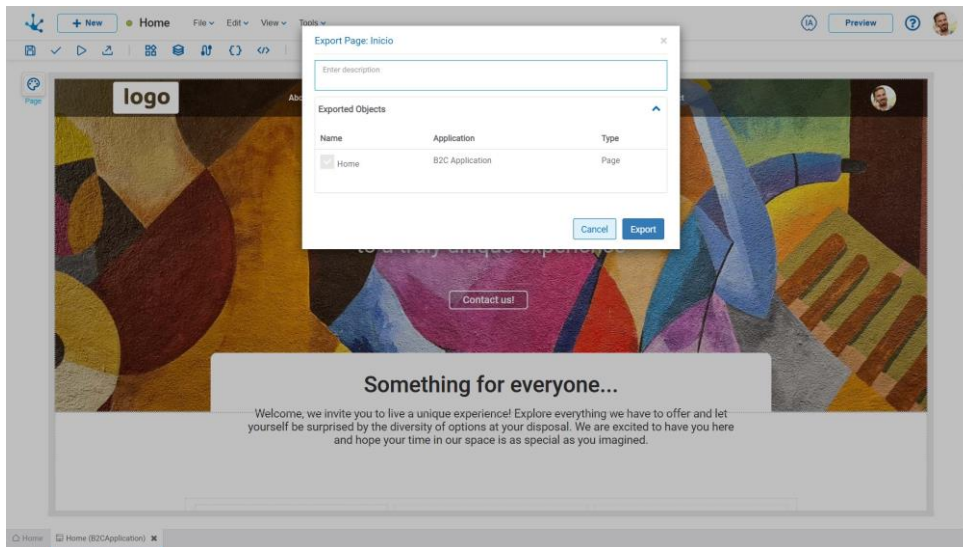 + New
Home
File
Edit
View
Tools
IA
Preview
?
Export Page: Inicio
Enter description
Page
logo
Exported Objects
Name Application Type
Home B2C Application Page
Cancel Export
to a truly unique experience
Contact us!
Something for everyone...
Welcome, we invite you to live a unique experience! Explore everything we have to offer and let
yourself be surprised by the diversity of options at your disposal. We are excited to have you here
and hope your time in our space is as special as you imagined.
Home
Home (B2CApplication)